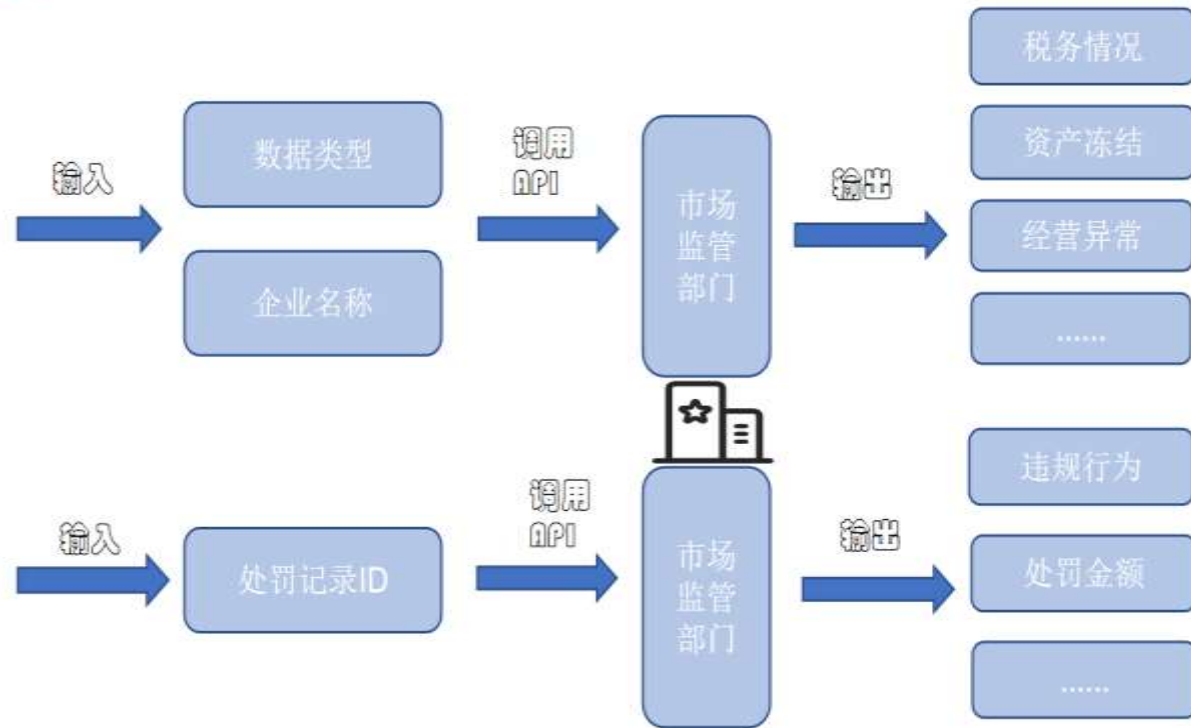 输入
数据类型
企业名称
调用
API
市场
监管
部门
输出
税务情况
资产冻结
经营异常
......
输入
处罚记录ID
调用
API
市场
监管
部门
输出
违规行为
处罚金额
......